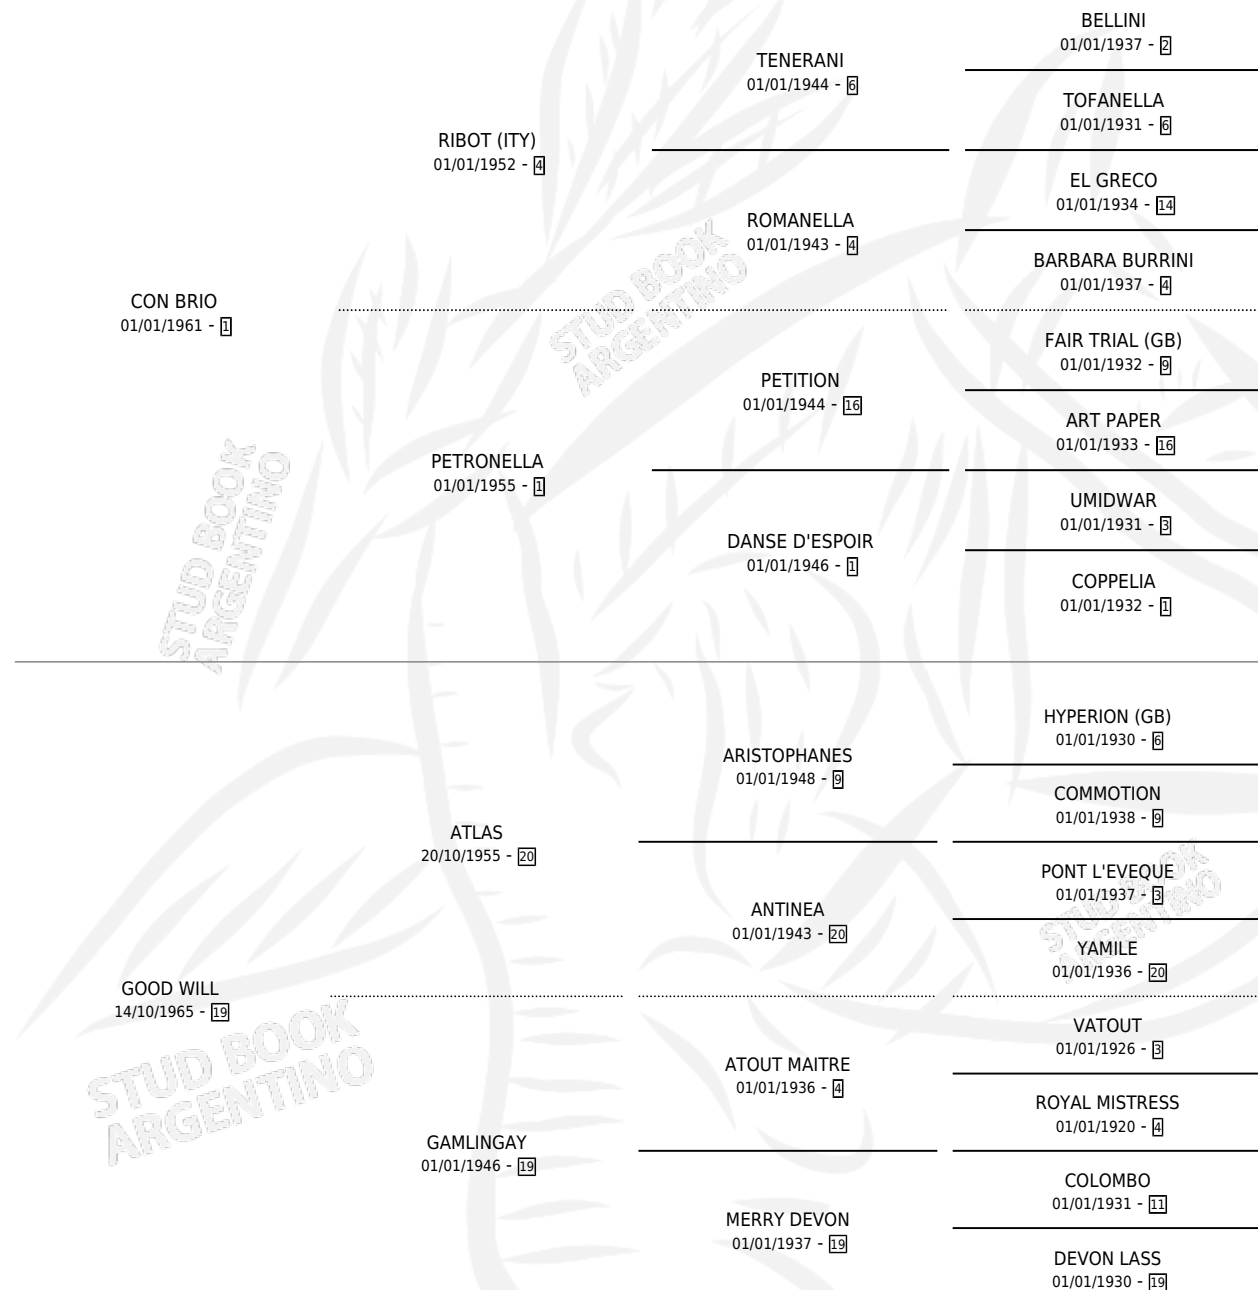 CON BRIO
01/01/1961 - 1
RIBOT (ITY)
01/01/1952 - 4
PETRONELLA
01/01/1955 - 1
TENERANI
01/01/1944 - 6
ROMANELLA
01/01/1943 - 4
PETITION
01/01/1944 - 16
DANSE D'ESPOIR
01/01/1946 - 1
BELLINI
01/01/1937 - 2
TOFANELLA
01/01/1931 - 6
EL GRECO
01/01/1934 - 14
BARBARA BURRINI
01/01/1937 - 4
FAIR TRIAL (GB)
01/01/1932 - 9
ART PAPER
01/01/1933 - 16
UMIDWAR
01/01/1931 - 3
COPPELIA
01/01/1932 - 1
GOOD WILL
14/10/1965 - 19
ATLAS
20/10/1955 - 20
GAMLINGAY
01/01/1946 - 19
ARISTOPHANES
01/01/1948 - 9
ANTINEA
01/01/1943 - 20
ATOUT MAITRE
01/01/1936 - 4
MERRY DEVON
01/01/1937 - 19
HYPERION (GB)
01/01/1930 - 6
COMMOTION
01/01/1938 - 9
PONT L'EVEQUE
01/01/1937 - 3
YAMILE
01/01/1936 - 20
VATOUT
01/01/1926 - 3
ROYAL MISTRESS
01/01/1920 - 4
COLOMBO
01/01/1931 - 11
DEVON LASS
01/01/1930 - 19
STUD BOOK
ARGENTINO
STUD BOOK
ARGENTINO
STUD BOOK
ARGENTINO
STUD BOOK
ARGENTINO